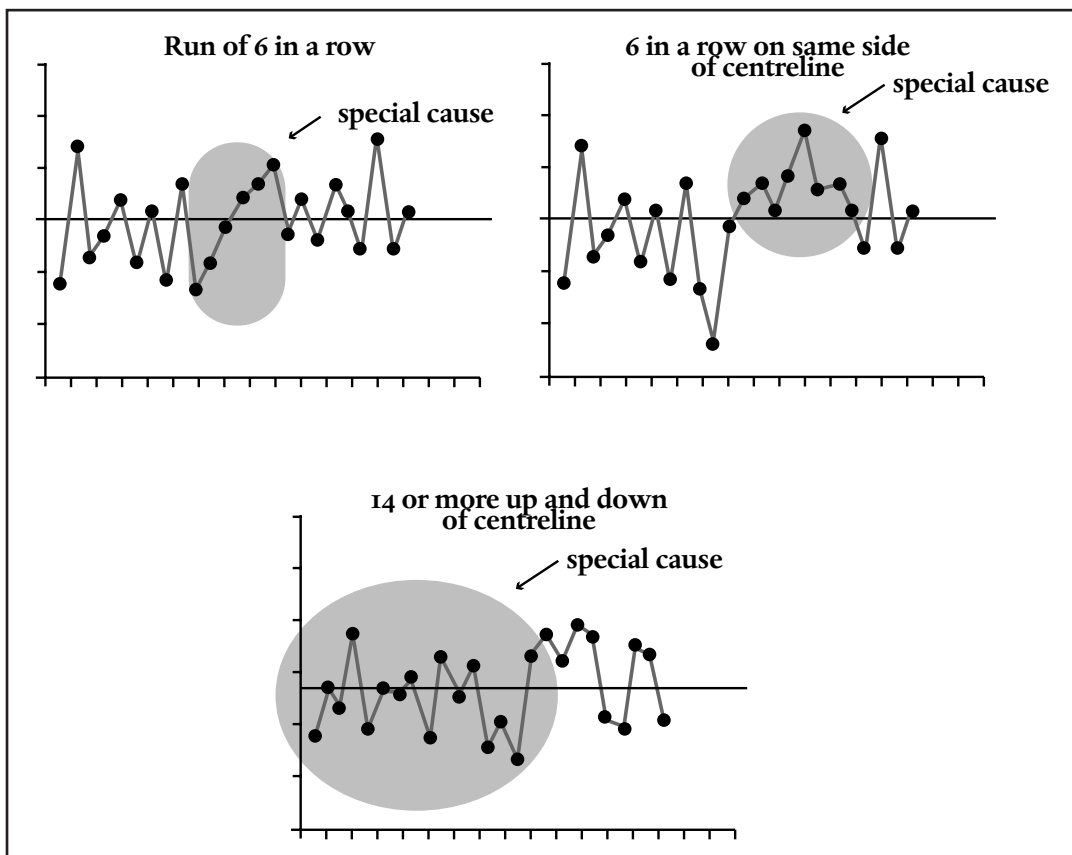 Run of 6 in a row
special cause
6 in a row on same side
of centreline
special cause
14 or more up and down
of centreline
special cause